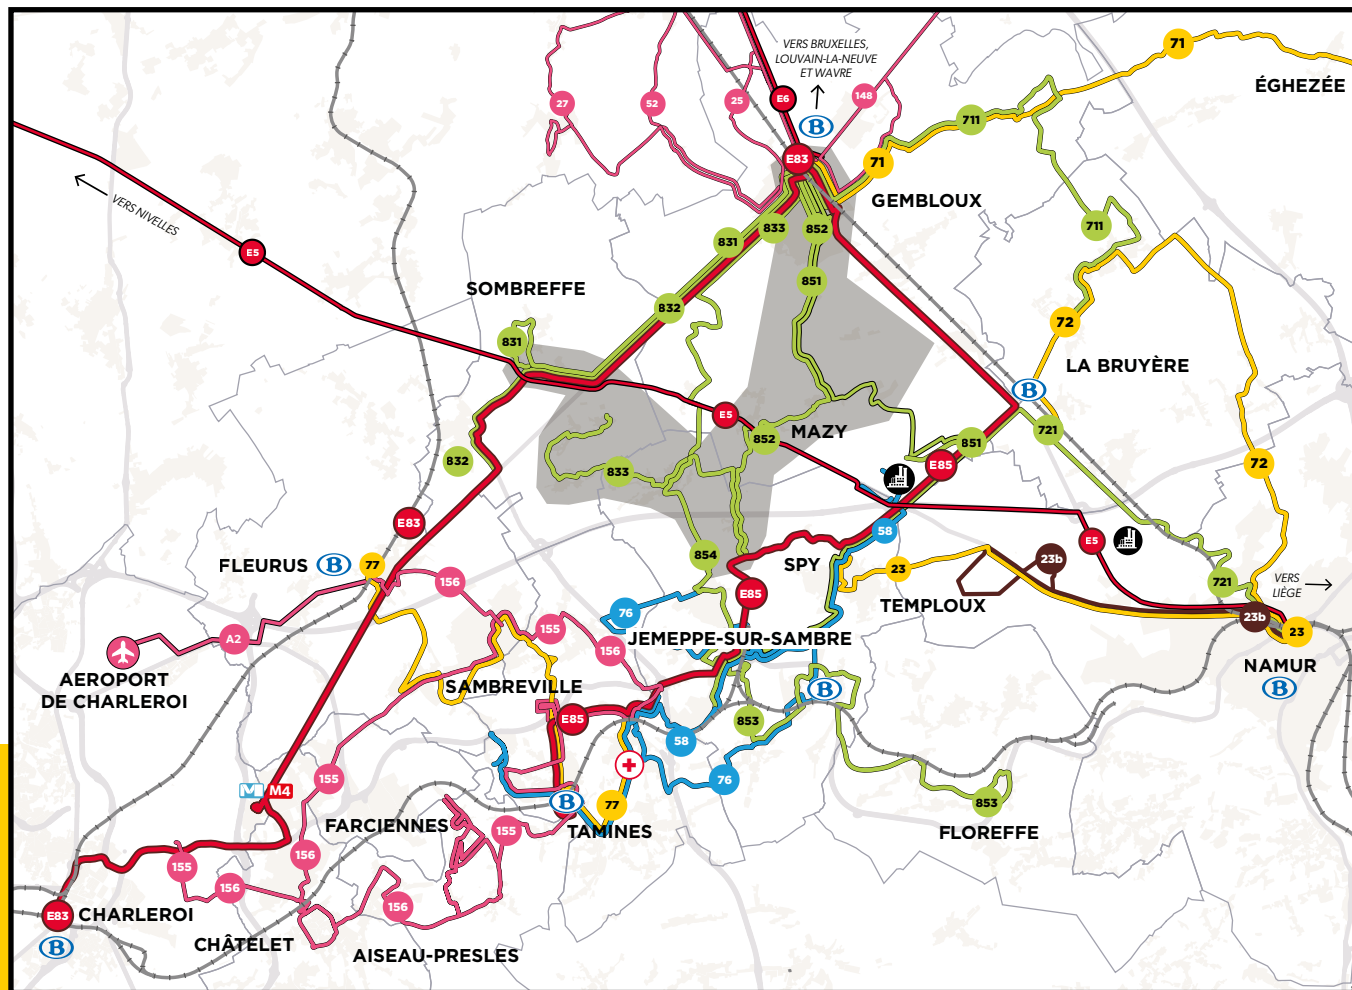 VERS BRUXELLES,
LOUVAIN-LA-NEUVE
ET WAVRE
71
ÉGHEZÉE
27
52
25
E6
148
B
711
E83
71
GEMBLOUX
VERS NIVELLES
E5
831
833
852
711
851
SOMBREFFE
832
831
72
LA BRUYÈRE
B
E5
852
MAZY
851
721
832
833
E85
72
E83
58
E5
FLEURUS
B
77
156
854
SPY
23
TEMPLOUX
23b
721
VERS
LIÈGE
E85
76
155
156
JEMEPPE-SUR-SAMBRE
23b
23
A2
AEROPORT
DE CHARLEROI
SAMBREVILLE
B
NAMUR
B
E85
853
58
76
155
M
M4
B
77
TAMINES
853
FLOREFFE
FARCIENNES
155
156
155
156
156
E83
CHARLEROI
B
CHÂTELET
AISEAU-PRESLES